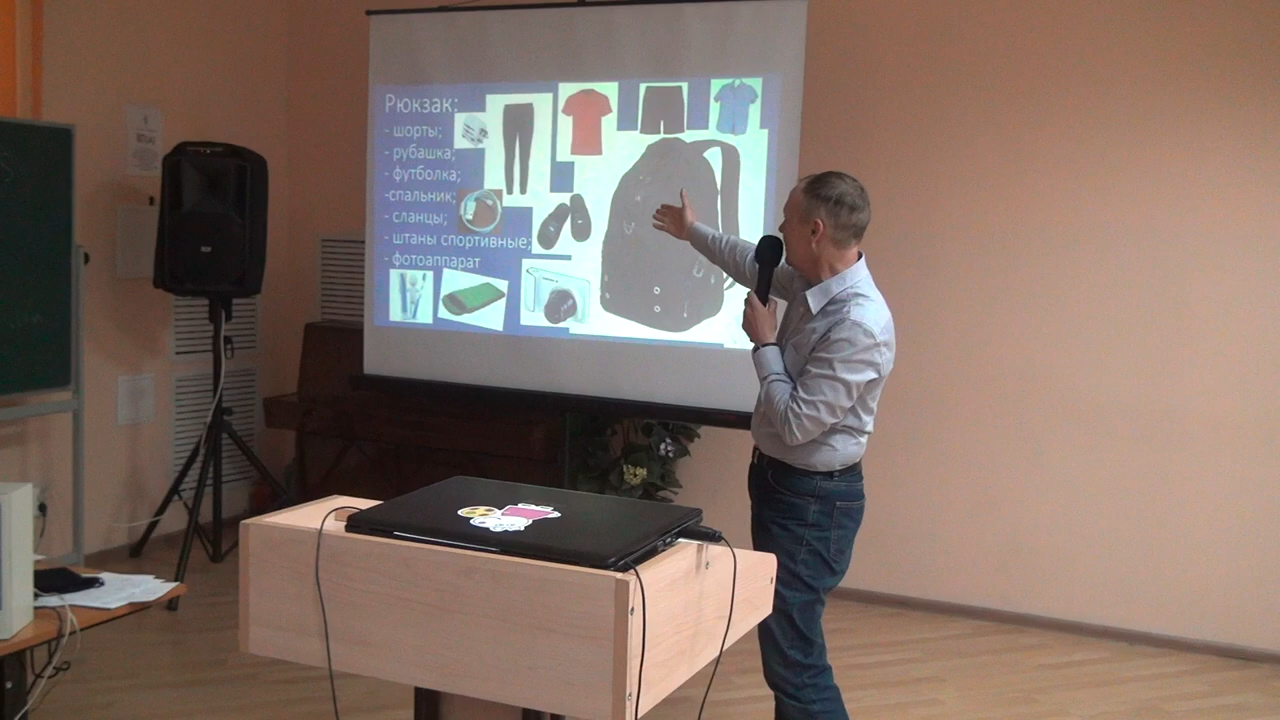 Рюкзак:
- шорты;
- рубашка;
- футболка;
-спальник;
- сланцы;
- штаны спортивные;
- фотоаппарат